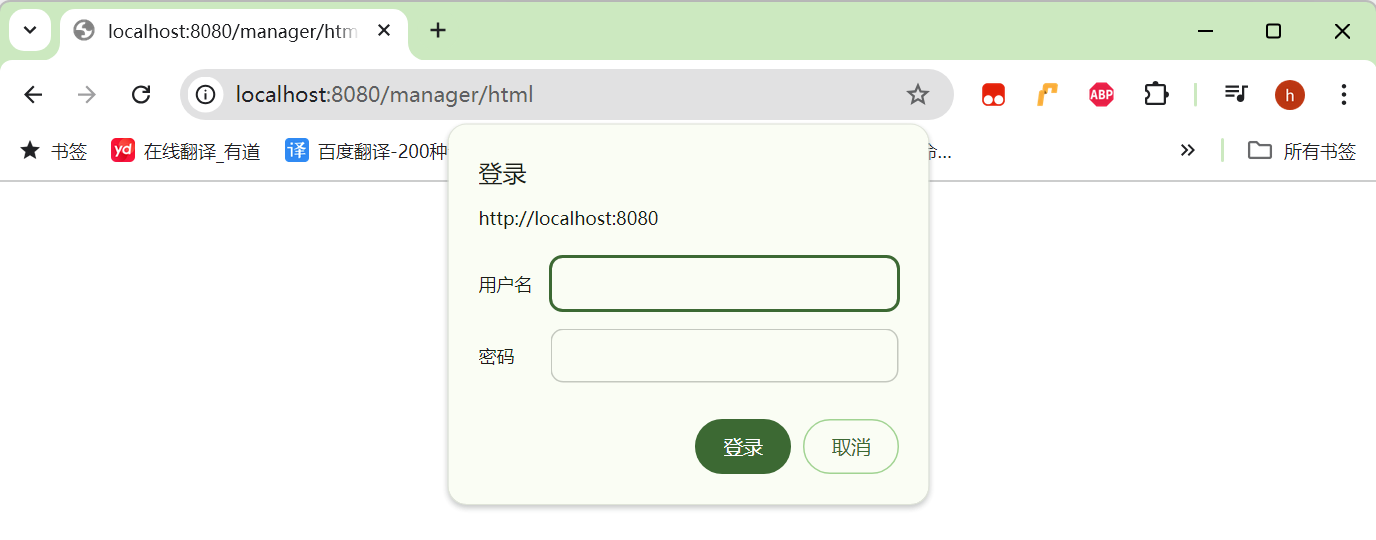 localhost:8080/manager/htm
localhost:8080/manager/html
ABP
h
书签
yd
在线翻译_有道
译
百度翻译-200种
命...
所有书签
登录
http://localhost:8080
用户名
密码
登录
取消